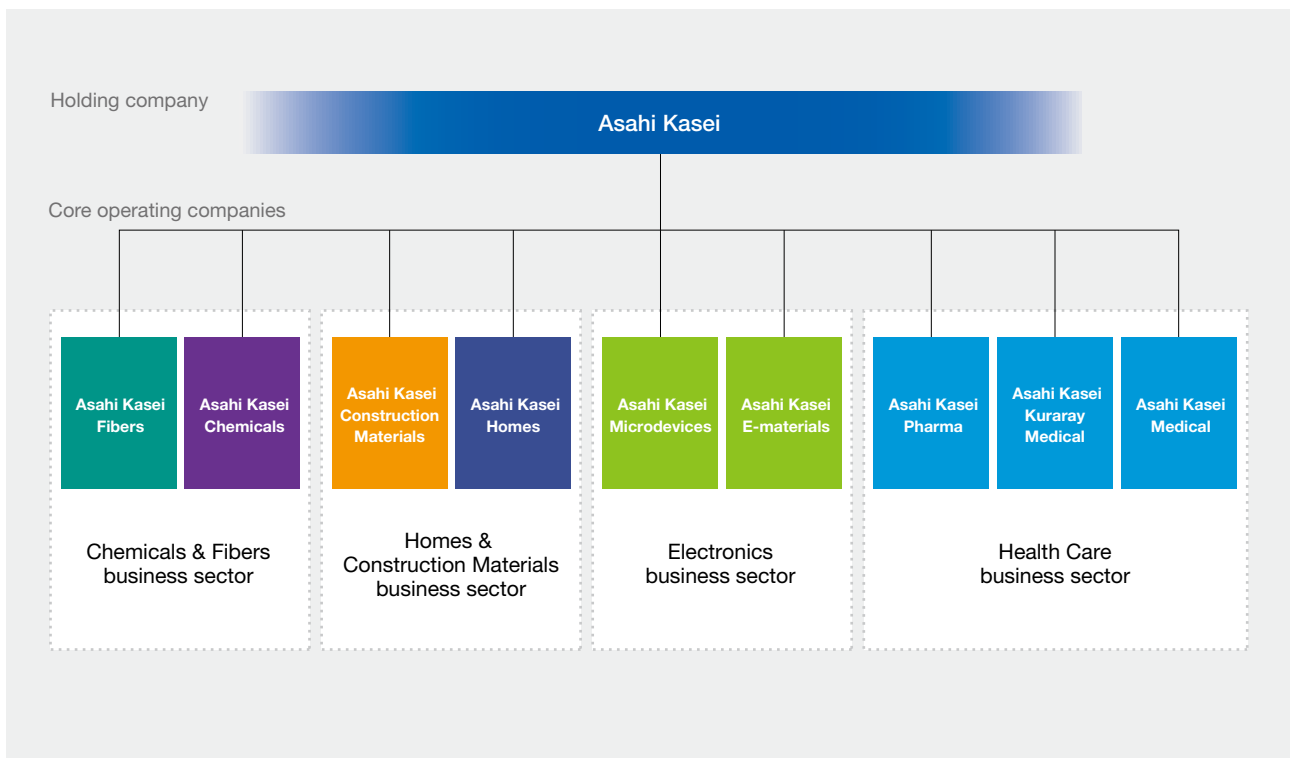 Holding company
Asahi Kasei
Core operating companies
Asahi Kasei
Fibers
Asahi Kasei
Chemicals
Asahi Kasei
Construction
Materials
Asahi Kasei
Homes
Asahi Kasei
Microdevices
Asahi Kasei
E-materials
Asahi Kasei
Pharma
Asahi Kasei
Kuraray
Medical
Asahi Kasei
Medical
Chemicals & Fibers
business sector
Homes &
Construction Materials
business sector
Electronics
business sector
Health Care
business sector